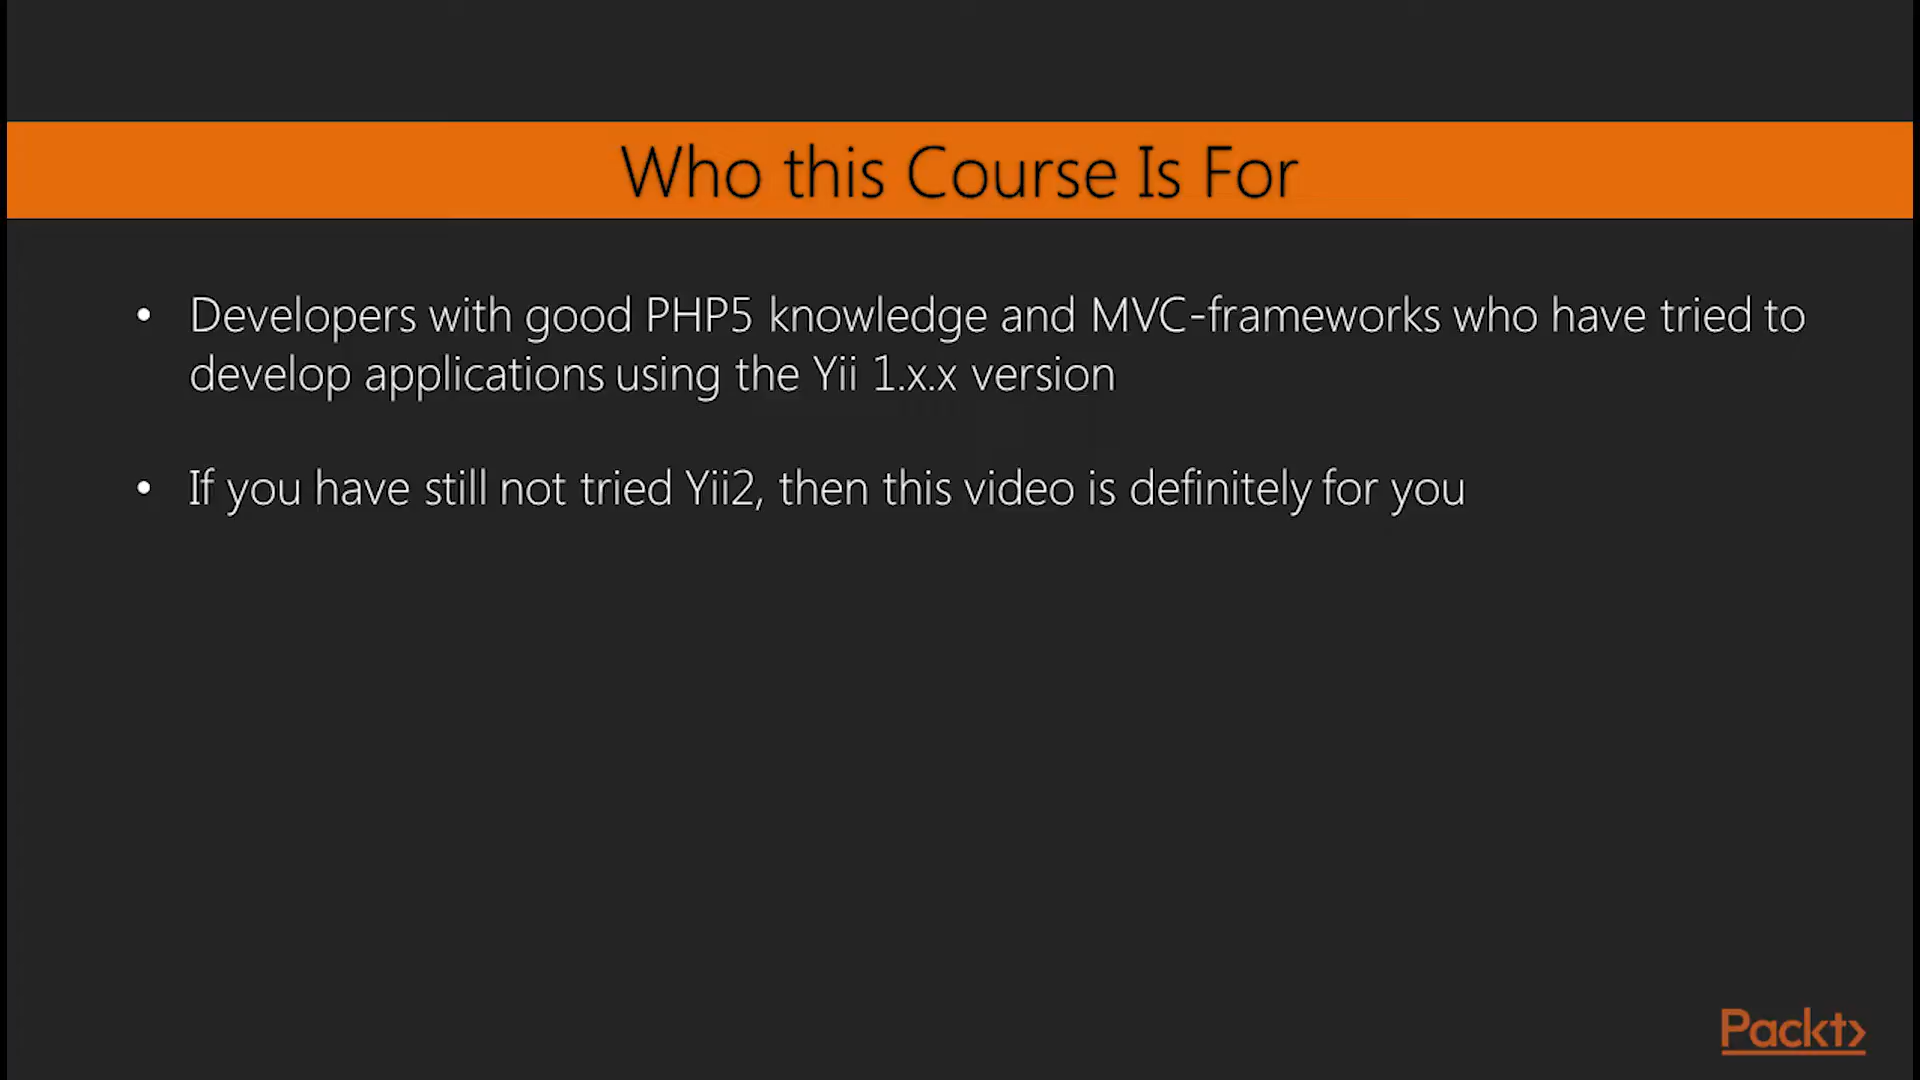 Who this Course Is For
• Developers with good PHP5 knowledge and MVC-frameworks who have tried to
develop applications using the Yii 1.x.x version
• If you have still not tried Yii2, then this video is definitely for you
Packt>